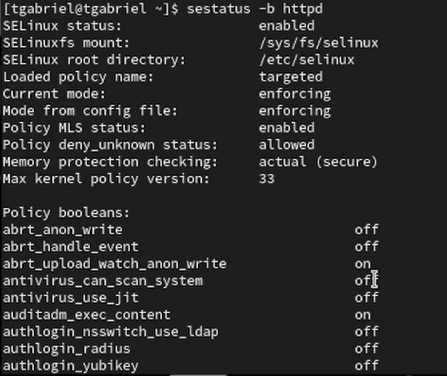 [tgabriel@tgabriel ~]$ sestatus -b httpd
SELinux status:                 enabled
SELinuxfs mount:                /sys/fs/selinux
SELinux root directory:         /etc/selinux
Loaded policy name:             targeted
Current mode:                   enforcing
Mode from config file:          enforcing
Policy MLS status:              enabled
Policy deny_unknown status:     allowed
Memory protection checking:     actual (secure)
Max kernel policy version:      33
Policy booleans:
abrt_anon_write                             off
abrt_handle_event                           off
abrt_upload_watch_anon_write                on
antivirus_can_scan_system                   off
antivirus_use_jit                           off
auditadm_exec_content                       on
authlogin_nsswitch_use_ldap                 off
authlogin_radius                            off
authlogin_yubikey                           off